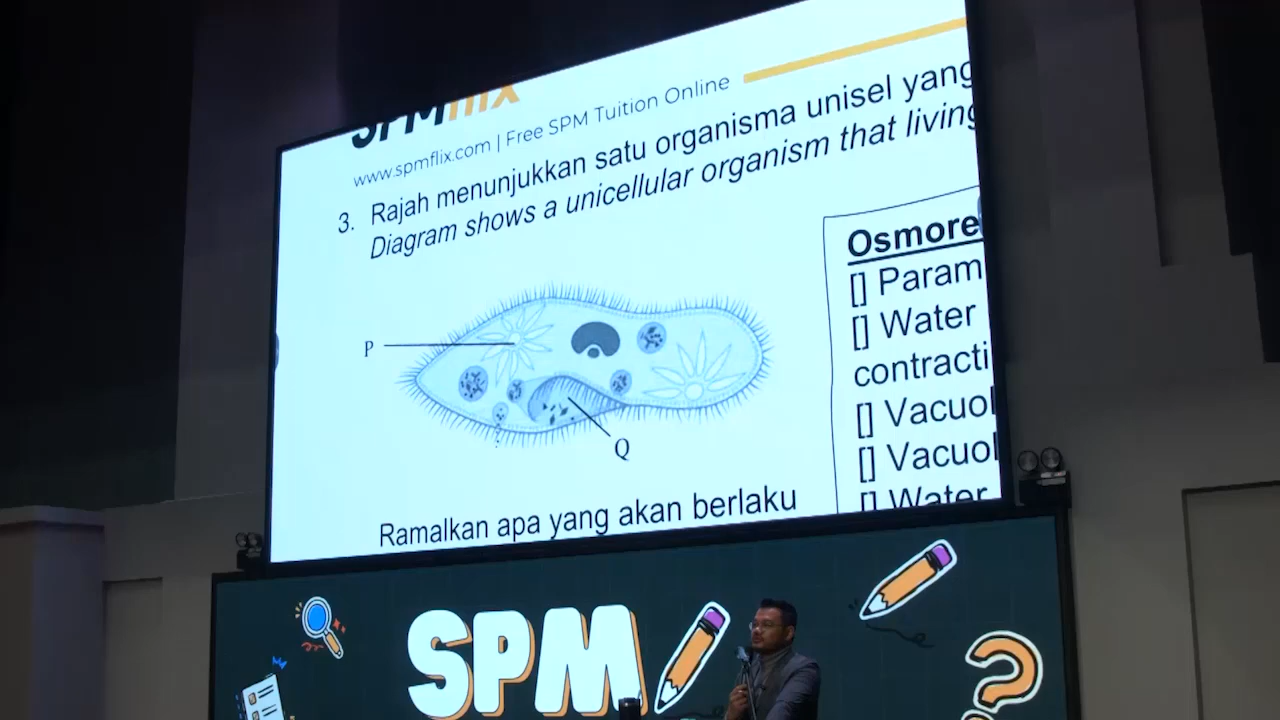 SPMflix
www.spmflix.com | Free SPM Tuition Online
3. Rajah menunjukkan satu organisma unisel yang
Diagram shows a unicellular organism that living
P
Q
Ramalkan apa yang akan berlaku
Osmore
[] Param
[] Water
contracti
[] Vacuol
[] Vacuol
[] Water
SPM
?